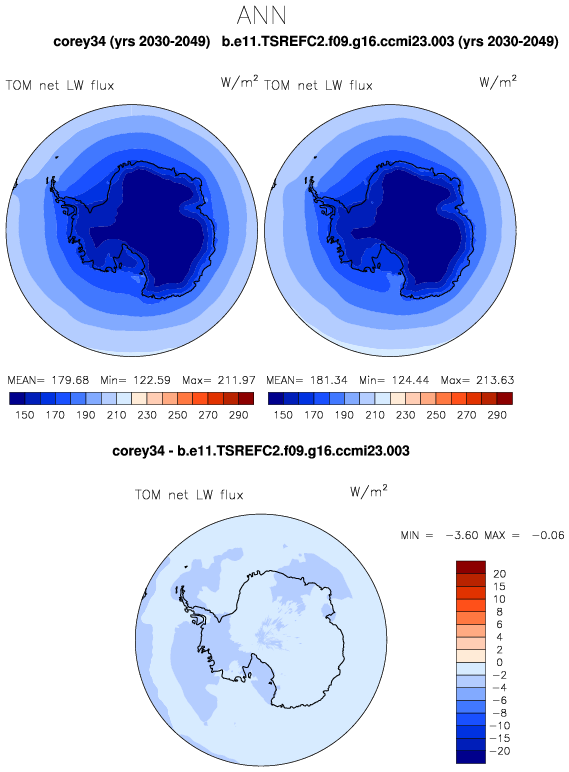 ANN
corey34 (yrs 2030-2049) b.e11.TSREFC2.f09.g16.ccmi23.003 (yrs 2030-2049)
TOM net LW flux W/m² TOM net LW flux W/m²
MEAN= 179.68 Min= 122.59 Max= 211.97 MEAN= 181.34 Min= 124.44 Max= 213.63
150 170 190 210 230 250 270 290 150 170 190 210 230 250 270 290
corey34 - b.e11.TSREFC2.f09.g16.ccmi23.003
TOM net LW flux W/m²
MIN = -3.60 MAX = -0.06
20
15
10
8
6
4
2
0
-2
-4
-6
-8
-10
-15
-20